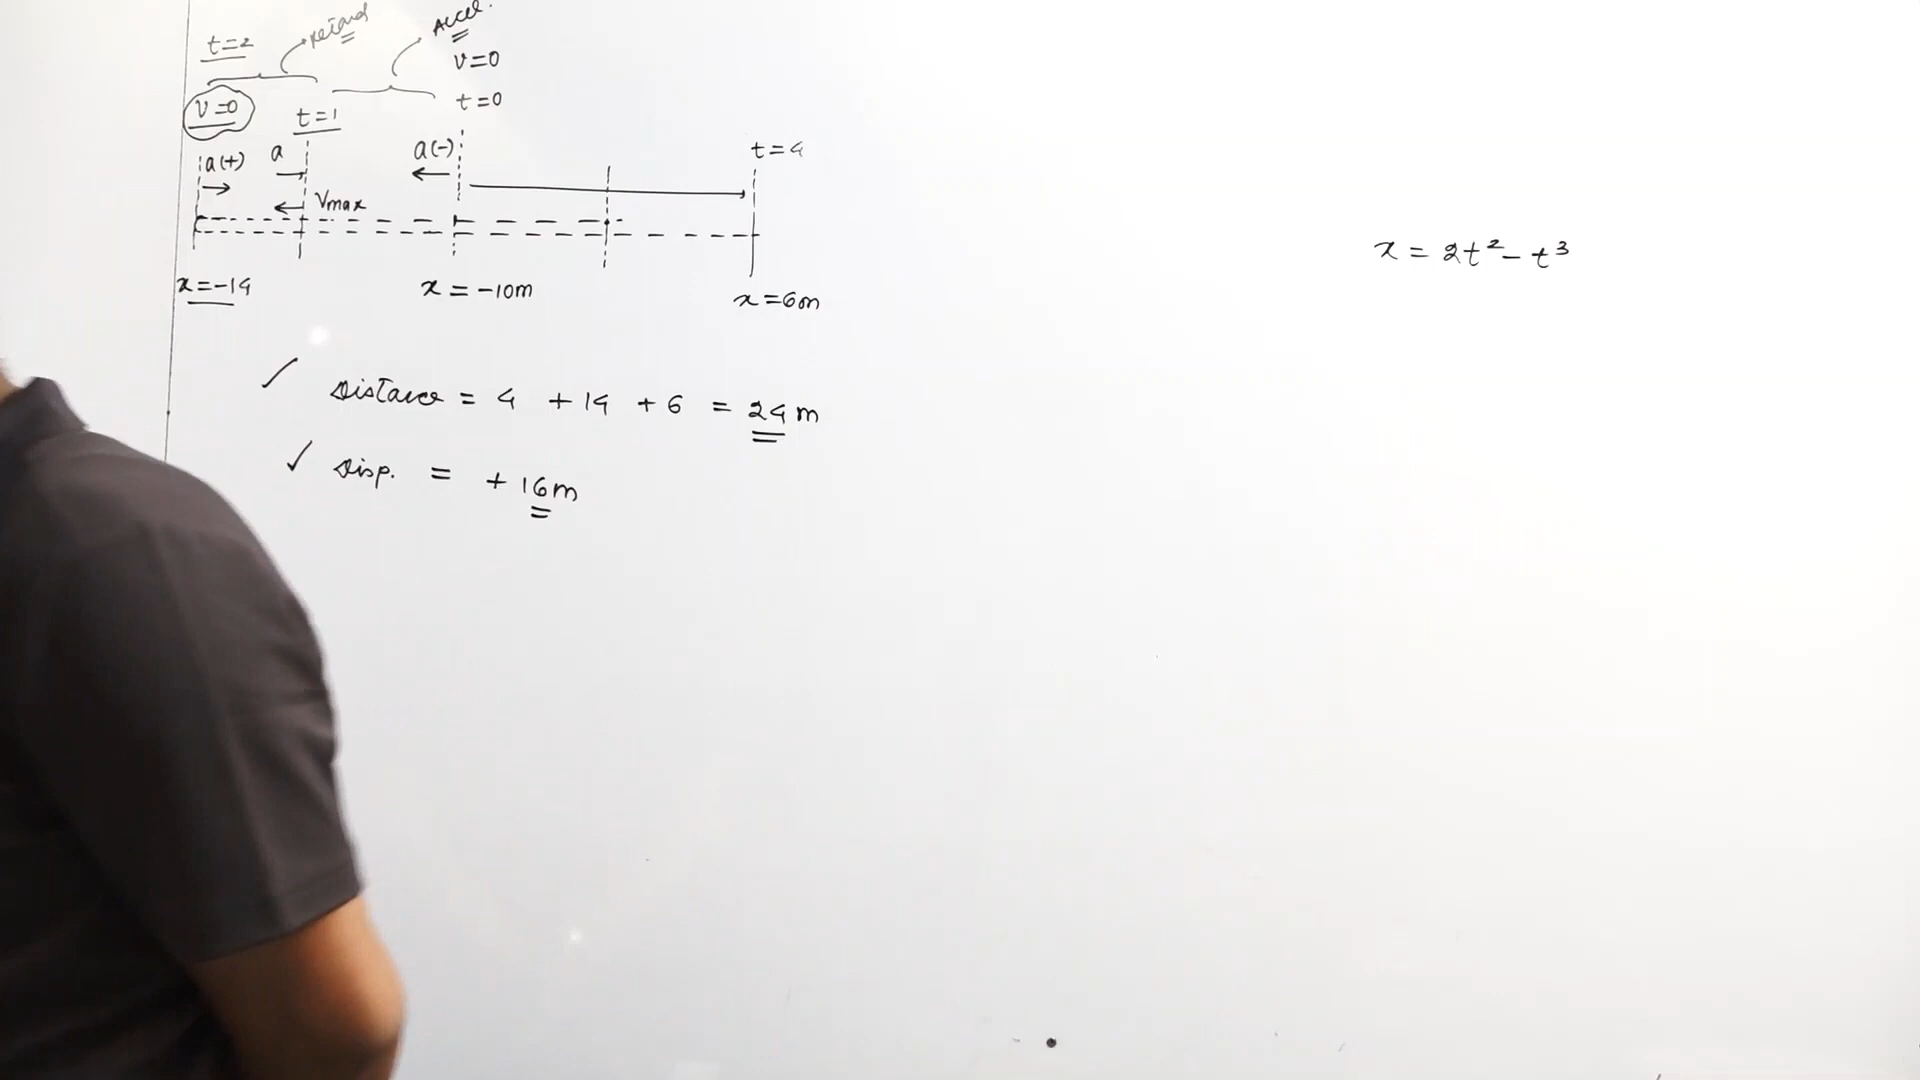 t=2
retard
Accel.
v=0
v=0
t=1
t=0
a(+)
a
a(-)
t=4
Vmax
x=-14
x=-10m
x=6m
x = 2t²-t³
✓ Distance = 4 +14 +6 = 24m
✓ Disp. = +16m